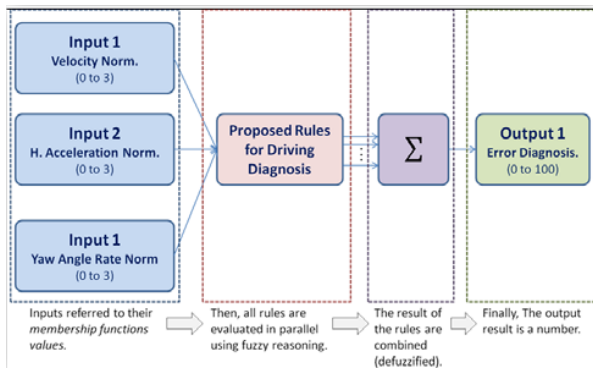 Input 1
Velocity Norm.
(0 to 3)
Input 2
H. Acceleration Norm.
(0 to 3)
Input 1
Yaw Angle Rate Norm
(0 to 3)
Proposed Rules
for Driving
Diagnosis
Σ
Output 1
Error Diagnosis.
(0 to 100)
Inputs referred to their
membership functions
values.
Then, all rules are
evaluated in parallel
using fuzzy reasoning.
The result of
the rules are
combined
(defuzzified).
Finally, The output
result is a number.